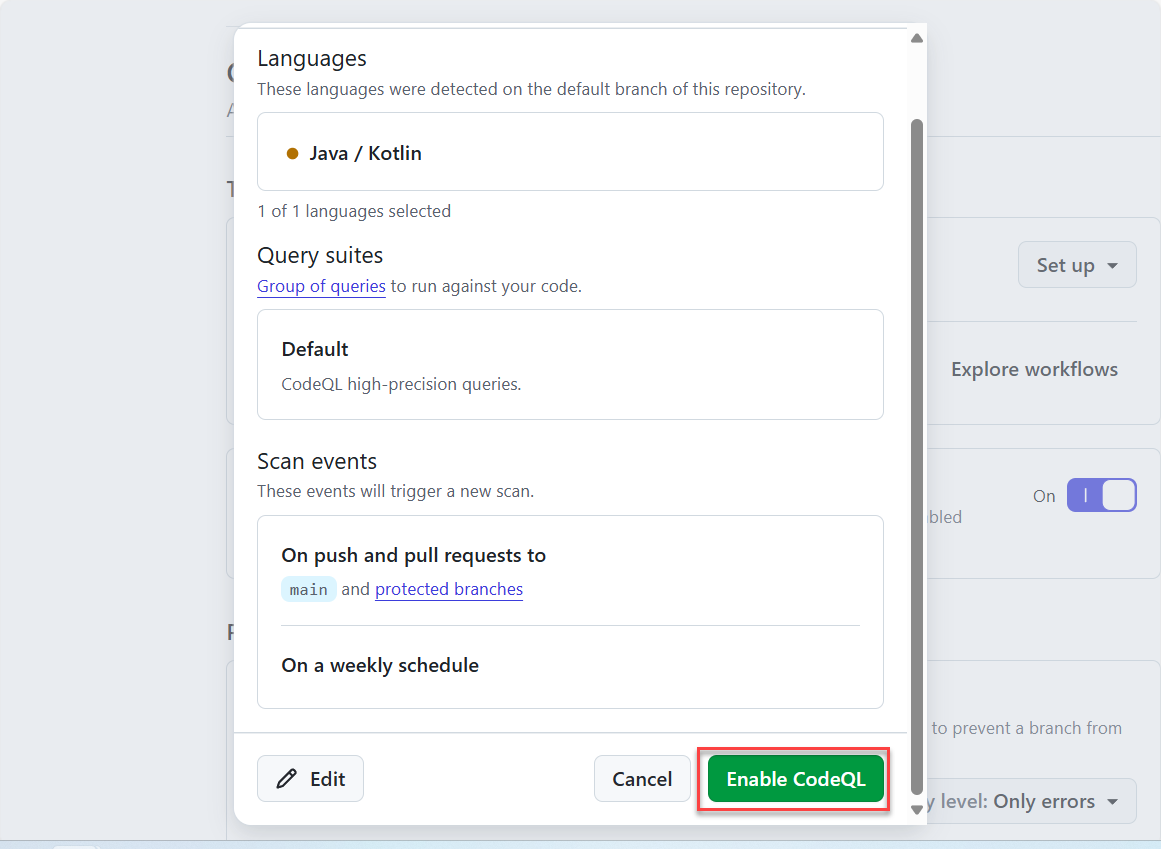 Languages
These languages were detected on the default branch of this repository.
Java / Kotlin
1 of 1 languages selected
Query suites
Group of queries to run against your code.
Default
CodeQL high-precision queries.
Scan events
These events will trigger a new scan.
On push and pull requests to
main and protected branches
On a weekly schedule
Edit
Cancel
Enable CodeQL
Set up
Explore workflows
On
to prevent a branch from
level: Only errors